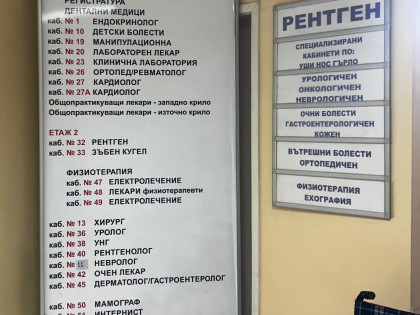 РЕГИСТРАТУРА
ДЕНТАЛНИ МЕДИЦИ
каб. № 1 ЕНДОКРИНОЛОГ
каб. № 10 ДЕТСКИ БОЛЕСТИ
каб. № 19 МАНИПУЛАЦИОННА
каб. № 20 ЛАБОРАТОРЕН ЛЕКАР
каб. № 23 КЛИНИЧНА ЛАБОРАТОРИЯ
каб. № 26 ОРТОПЕД/РЕВМАТОЛОГ
каб. № 27 КАРДИОЛОГ
каб. № 27А КАРДИОЛОГ
Общопрактикуващи лекари - западно крило
Общопрактикуващи лекари - източно крило
ЕТАЖ 2
каб. № 32 РЕНТГЕН
каб. № 33 ЗЪБЕН КУГЕЛ
ФИЗИОТЕРАПИЯ
каб. № 47 ЕЛЕКТРОЛЕЧЕНИЕ
каб. № 48 ЛЕКАРИ физиотерапевти
каб. № 49 ЕЛЕКТРОЛЕЧЕНИЕ
каб. № 13 ХИРУРГ
каб. № 36 УРОЛОГ
каб. № 38 УНГ
каб. № 40 РЕНТГЕНОЛОГ
каб. № НЕВРОЛОГ
каб. № 42 ОЧЕН ЛЕКАР
каб. № 45 ДЕРМАТОЛОГ/ГАСТРОЕНТЕРОЛОГ
каб. № 50 МАМОГРАФ
каб. № 51 ИНТЕРНИСТ
РЕНТГЕН
СПЕЦИАЛИЗИРАНИ
КАБИНЕТИ ПО:
УШИ НОС ГЪРЛО
УРОЛОГИЧЕН
ОНКОЛОГИЧЕН
НЕВРОЛОГИЧЕН
ОЧНИ БОЛЕСТИ
ГАСТРОЕНТЕРОЛОГИЧЕН
КОЖЕН
ВЪТРЕШНИ БОЛЕСТИ
ОРТОПЕДИЧЕН
ФИЗИОТЕРАПИЯ
ЕХОГРАФИЯ